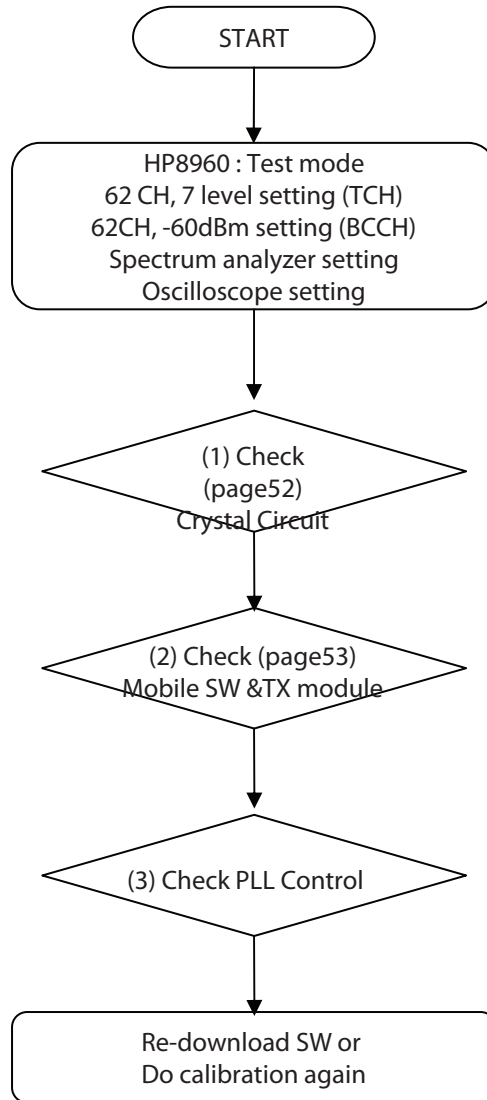 START
HP8960 : Test mode
62 CH, 7 level setting (TCH)
62CH, -60dBm setting (BCCH)
Spectrum analyzer setting
Oscilloscope setting
(1) Check
(page52)
Crystal Circuit
(2) Check (page53)
Mobile SW &TX module
(3) Check PLL Control
Re-download SW or
Do calibration again